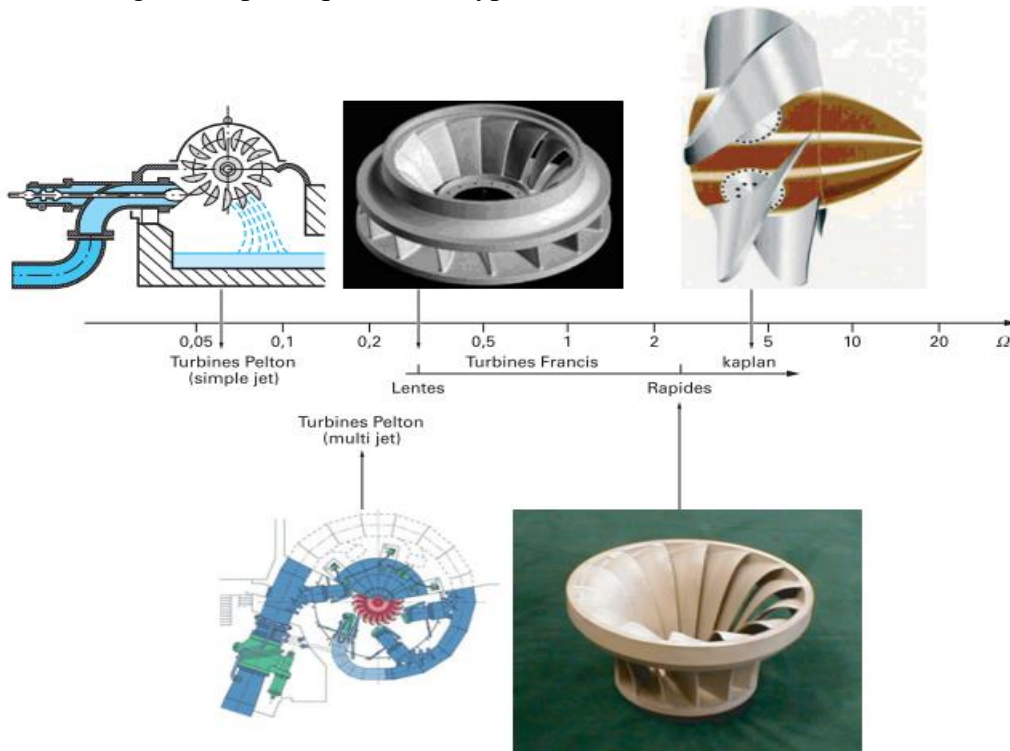 0,05 0,1 0,2 0,5 1 2 5 10 20 Ω
Turbines Pelton
(simple jet)
Turbines Francis
kaplan
Lentes
Rapides
Turbines Pelton
(multi jet)